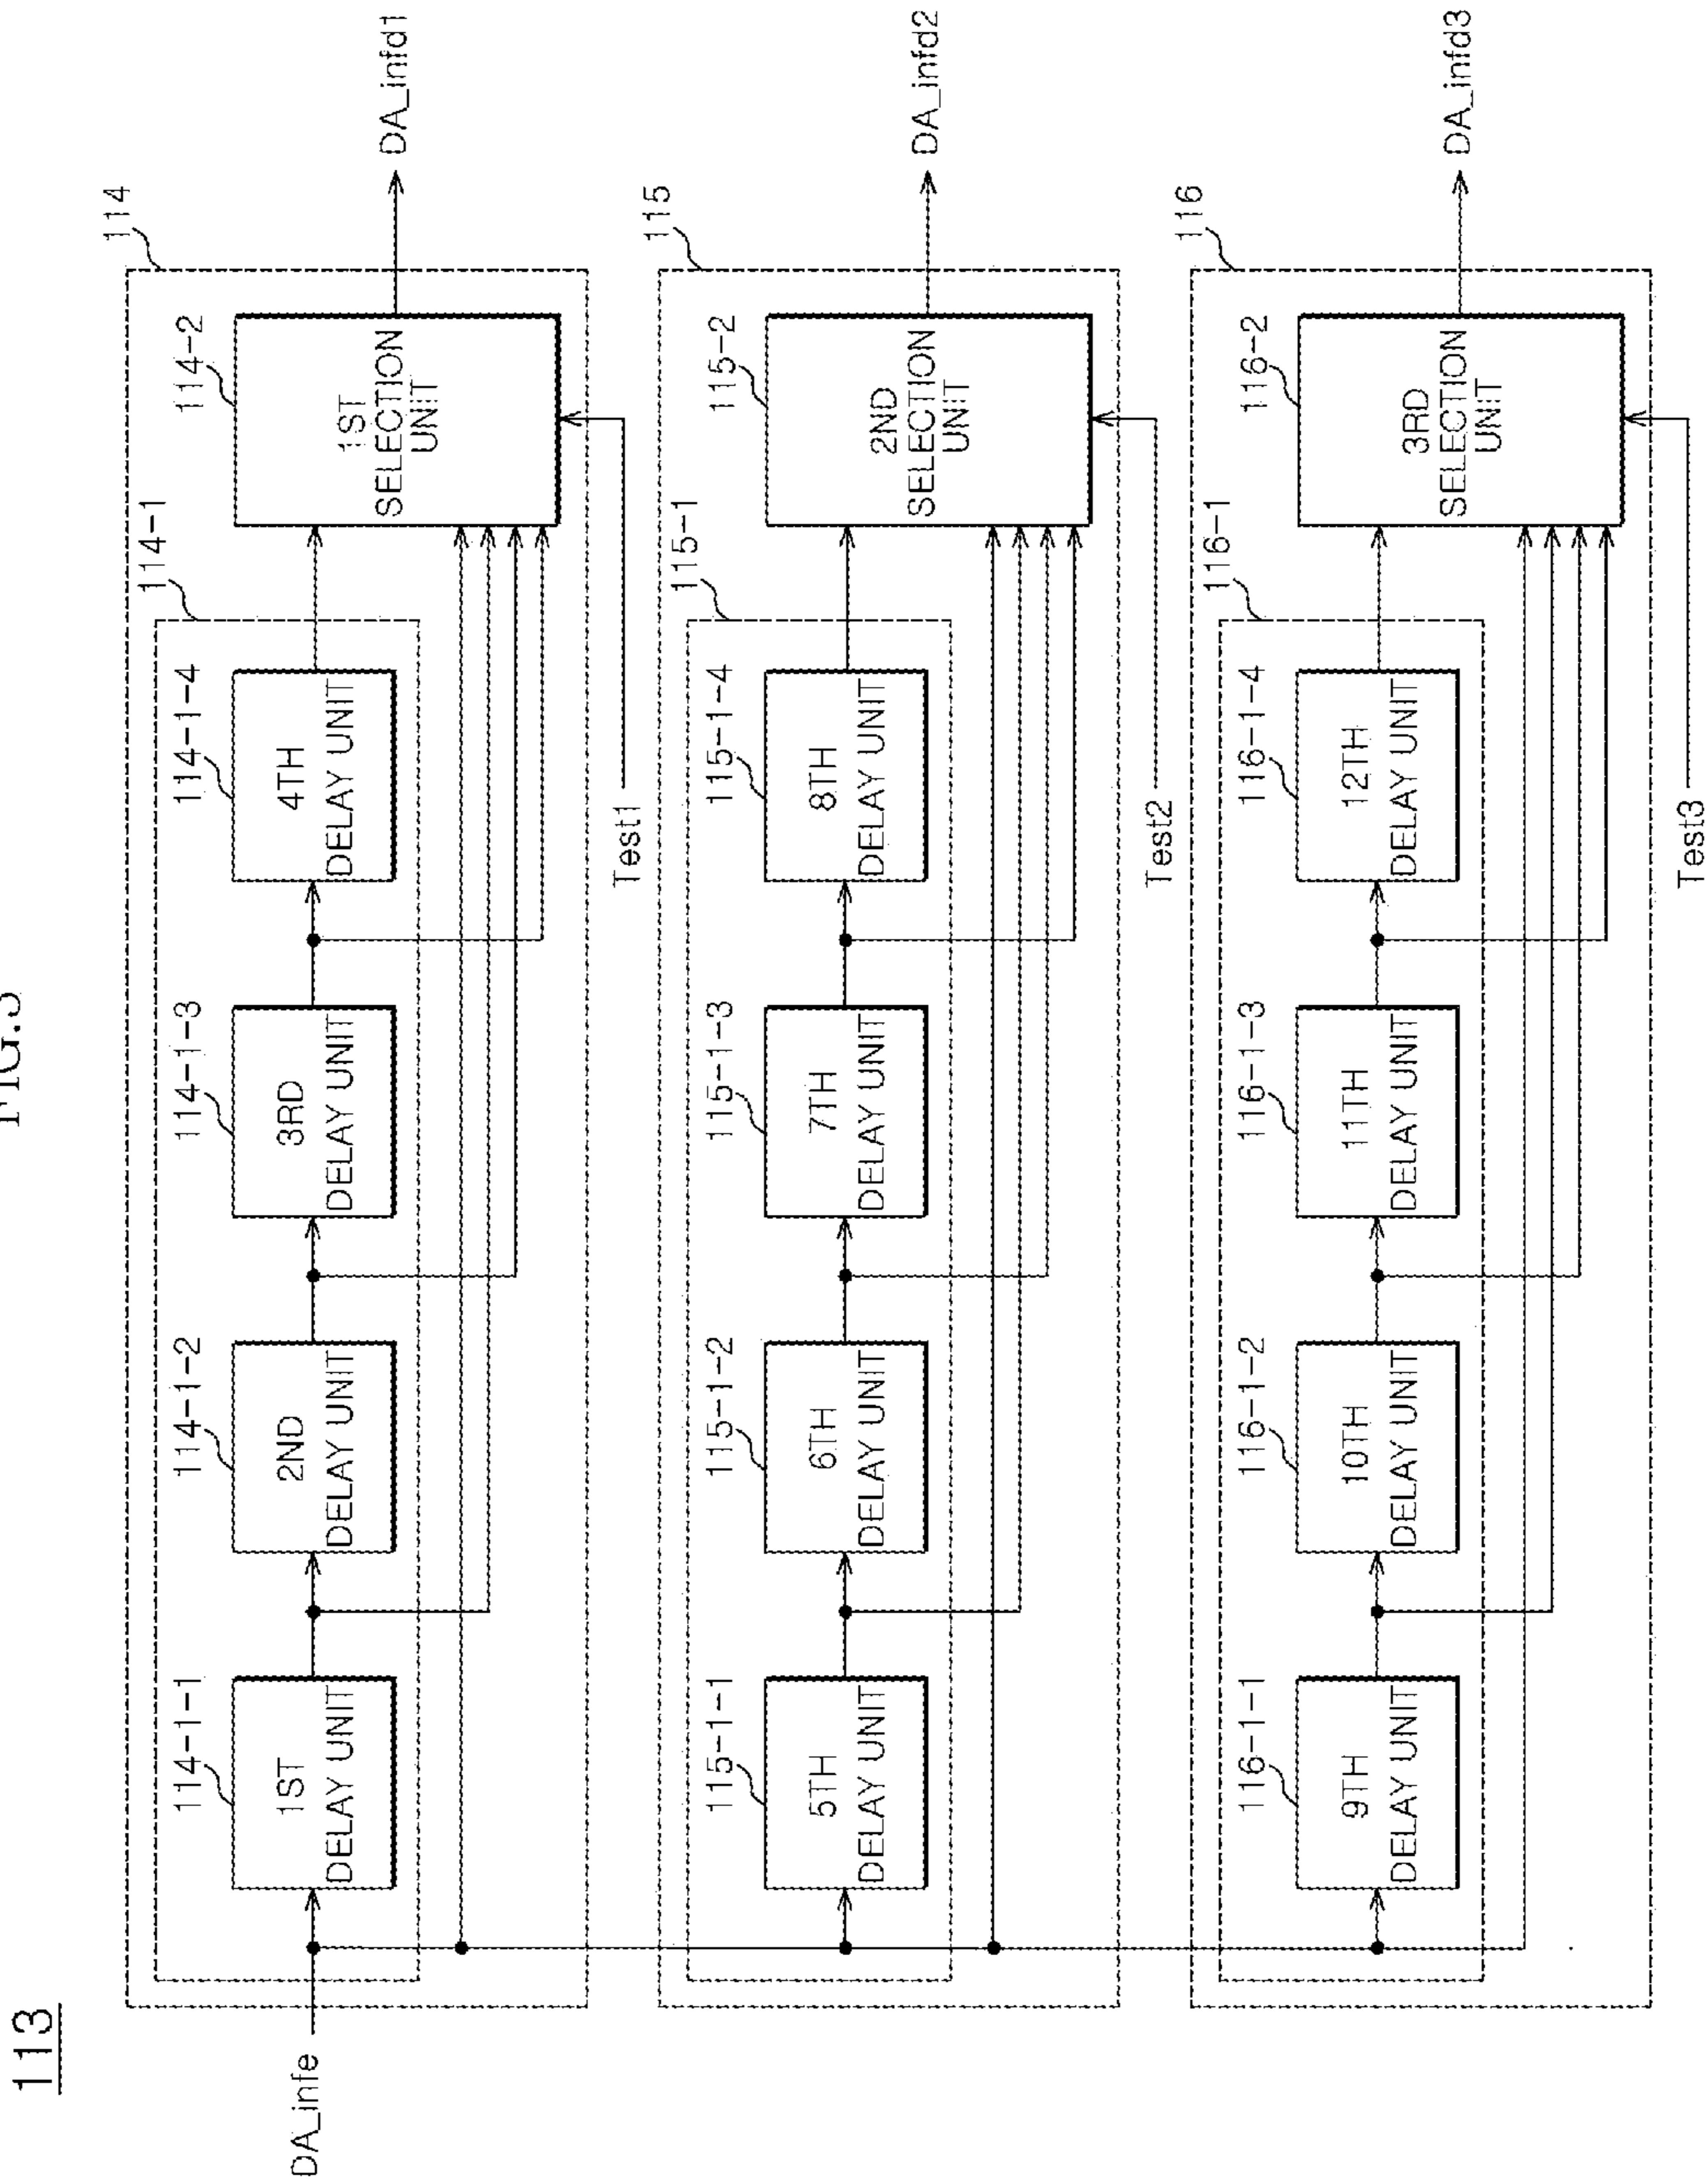 FIG.3
113
DA_infe
114
114-1
114-1-1
1ST
DELAY UNIT
114-1-2
2ND
DELAY UNIT
114-1-3
3RD
DELAY UNIT
114-1-4
4TH
DELAY UNIT
114-2
1ST
SELECTION
UNIT
Test1
DA_infd1
115
115-1
115-1-1
5TH
DELAY UNIT
115-1-2
6TH
DELAY UNIT
115-1-3
7TH
DELAY UNIT
115-1-4
8TH
DELAY UNIT
115-2
2ND
SELECTION
UNIT
Test2
DA_infd2
116
116-1
116-1-1
9TH
DELAY UNIT
116-1-2
10TH
DELAY UNIT
116-1-3
11TH
DELAY UNIT
116-1-4
12TH
DELAY UNIT
116-2
3RD
SELECTION
UNIT
Test3
DA_infd3